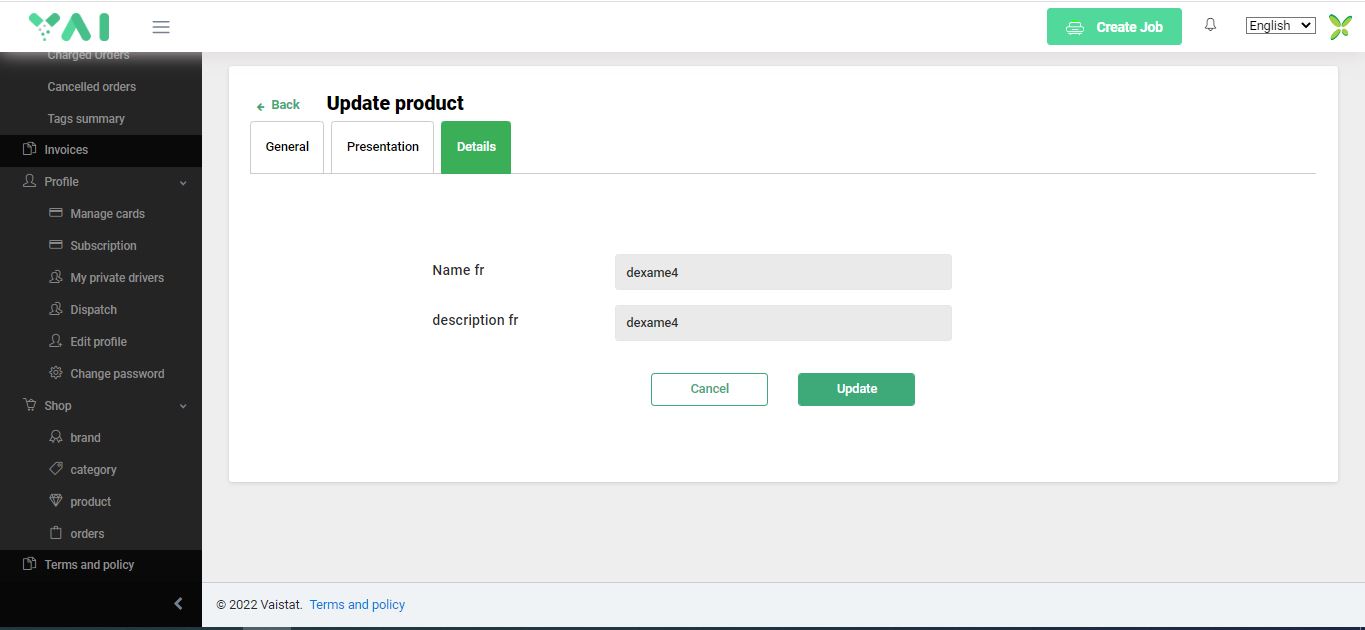 VAI
Create Job
English
Charged Orders
Cancelled orders
Tags summary
Invoices
Profile
Manage cards
Subscription
My private drivers
Dispatch
Edit profile
Change password
Shop
brand
category
product
orders
Terms and policy
Back
Update product
General
Presentation
Details
Name fr
dexame4
description fr
dexame4
Cancel
Update
© 2022 Vaistat. Terms and policy